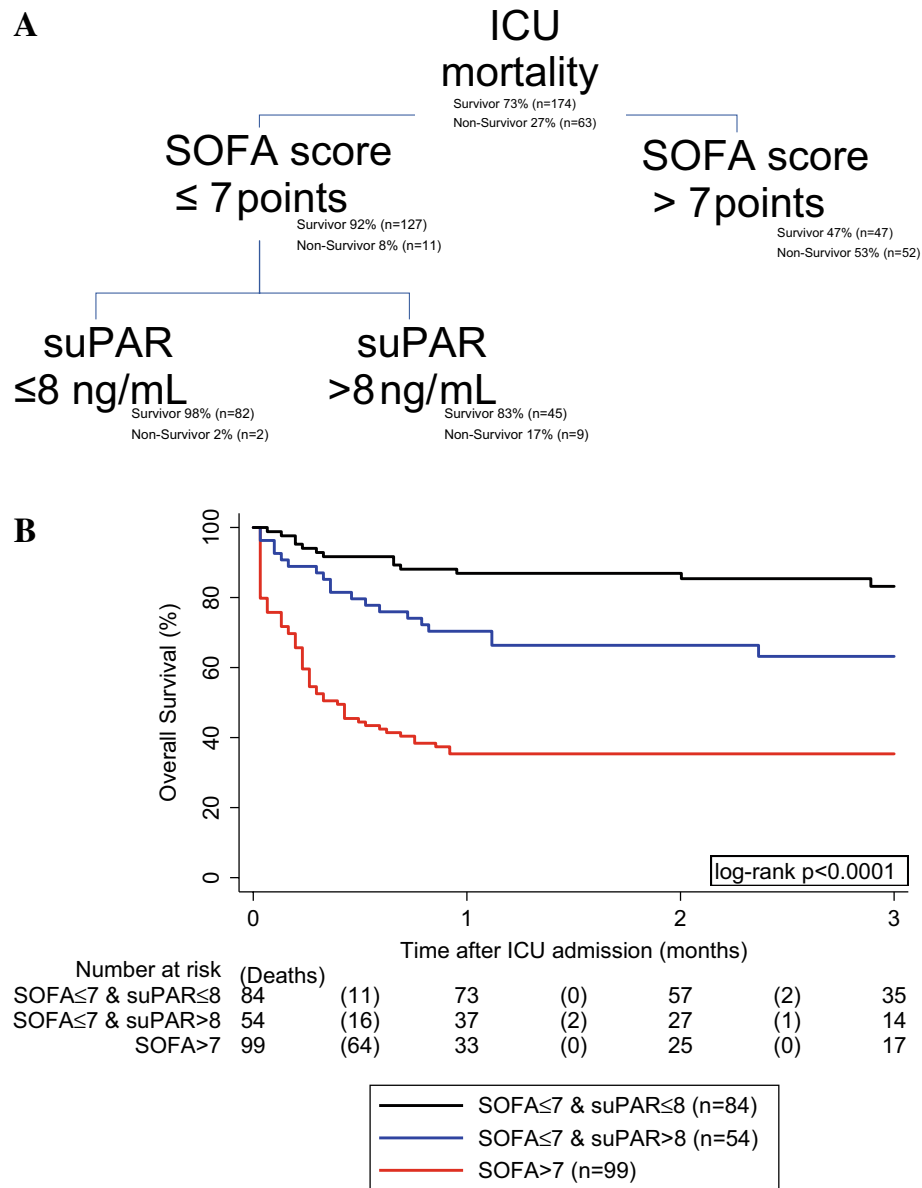 A
ICU
mortality
Survivor 73% (n=174)
Non-Survivor 27% (n=63)
SOFA score
≤ 7 points
Survivor 92% (n=127)
Non-Survivor 8% (n=11)
SOFA score
> 7 points
Survivor 47% (n=47)
Non-Survivor 53% (n=52)
suPAR
≤8 ng/mL
Survivor 98% (n=82)
Non-Survivor 2% (n=2)
suPAR
>8 ng/mL
Survivor 83% (n=45)
Non-Survivor 17% (n=9)
B
Overall Survival (%)
100
80
60
40
20
0
log-rank p<0.0001
0 1 2 3
Time after ICU admission (months)
Number at risk
(Deaths)
SOFA≤7 & suPAR≤8 84 (11) 73 (0) 57 (2) 35
SOFA≤7 & suPAR>8 54 (16) 37 (2) 27 (1) 14
SOFA>7 99 (64) 33 (0) 25 (0) 17
SOFA≤7 & suPAR≤8 (n=84)
SOFA≤7 & suPAR>8 (n=54)
SOFA>7 (n=99)